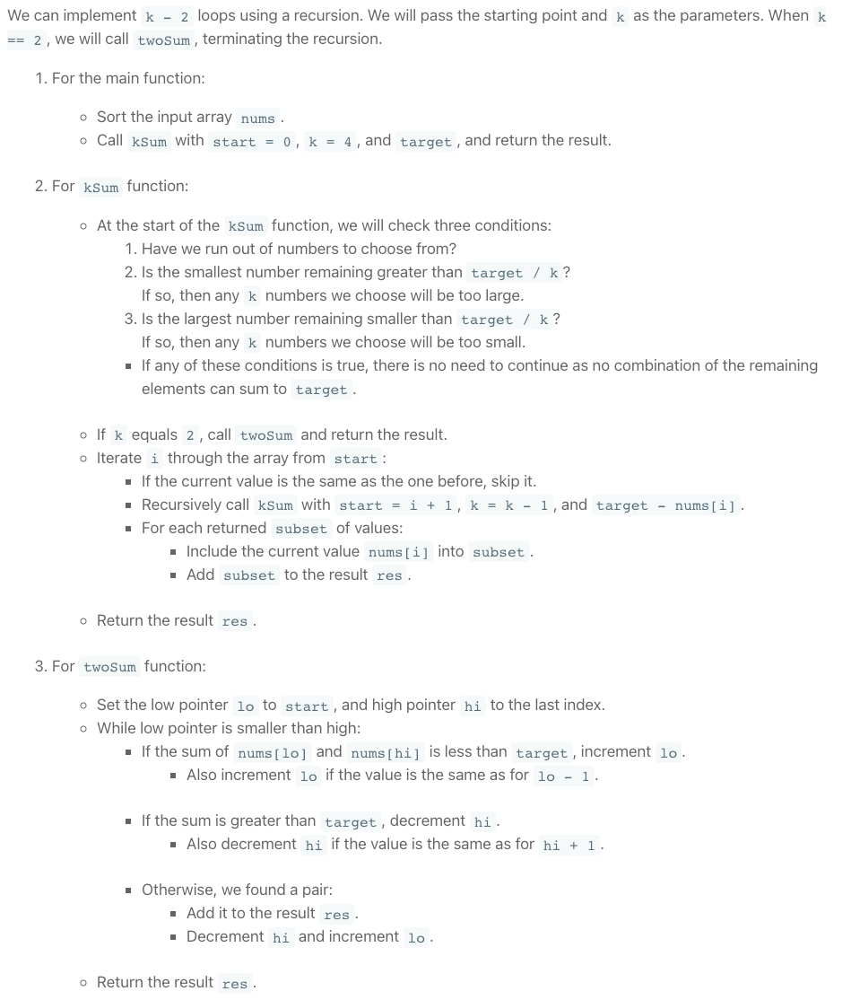 We can implement k - 2 loops using a recursion. We will pass the starting point and k as the parameters. When k
== 2, we will call twoSum, terminating the recursion.
1. For the main function:
○ Sort the input array nums.
○ Call kSum with start = 0, k = 4, and target, and return the result.
2. For kSum function:
○ At the start of the kSum function, we will check three conditions:
1. Have we run out of numbers to choose from?
2. Is the smallest number remaining greater than target / k?
If so, then any k numbers we choose will be too large.
3. Is the largest number remaining smaller than target / k?
If so, then any k numbers we choose will be too small.
▪ If any of these conditions is true, there is no need to continue as no combination of the remaining
elements can sum to target.
○ If k equals 2, call twoSum and return the result.
○ Iterate i through the array from start:
▪ If the current value is the same as the one before, skip it.
▪ Recursively call kSum with start = i + 1, k = k - 1, and target - nums[i].
▪ For each returned subset of values:
▪ Include the current value nums[i] into subset.
▪ Add subset to the result res.
○ Return the result res.
3. For twoSum function:
○ Set the low pointer lo to start, and high pointer hi to the last index.
○ While low pointer is smaller than high:
▪ If the sum of nums[lo] and nums[hi] is less than target, increment lo.
▪ Also increment lo if the value is the same as for lo - 1.
▪ If the sum is greater than target, decrement hi.
▪ Also decrement hi if the value is the same as for hi + 1.
▪ Otherwise, we found a pair:
▪ Add it to the result res.
▪ Decrement hi and increment lo.
○ Return the result res.